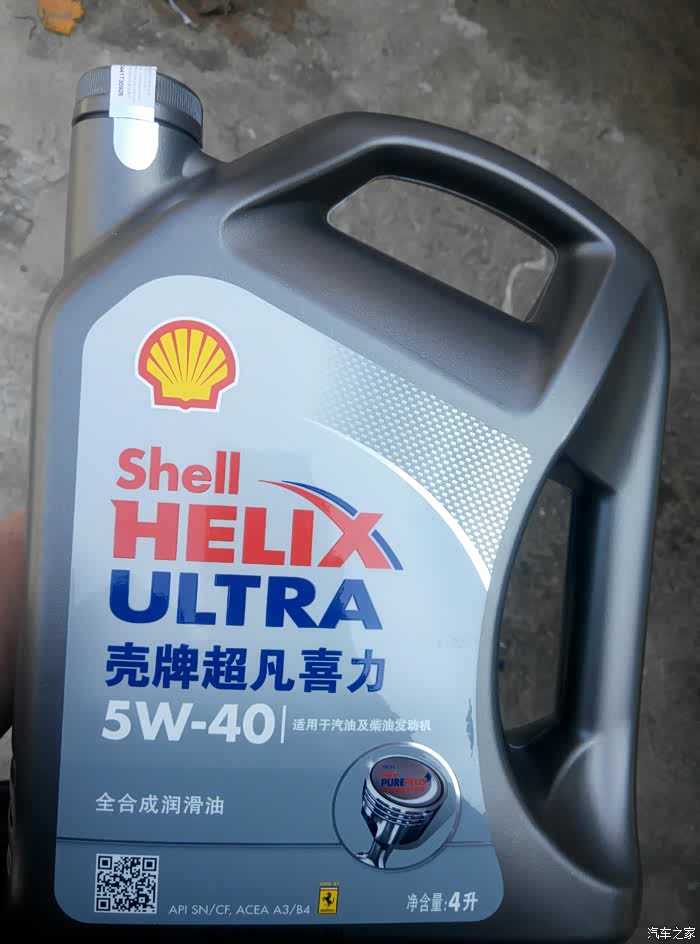 Shell
HELIX
ULTRA
壳牌超凡喜力
5W-40
适用于汽油及柴油发动机
PUREPLUS
全合成润滑油
API SN/CF, ACEA A3/B4
净含量:4升
汽车之家